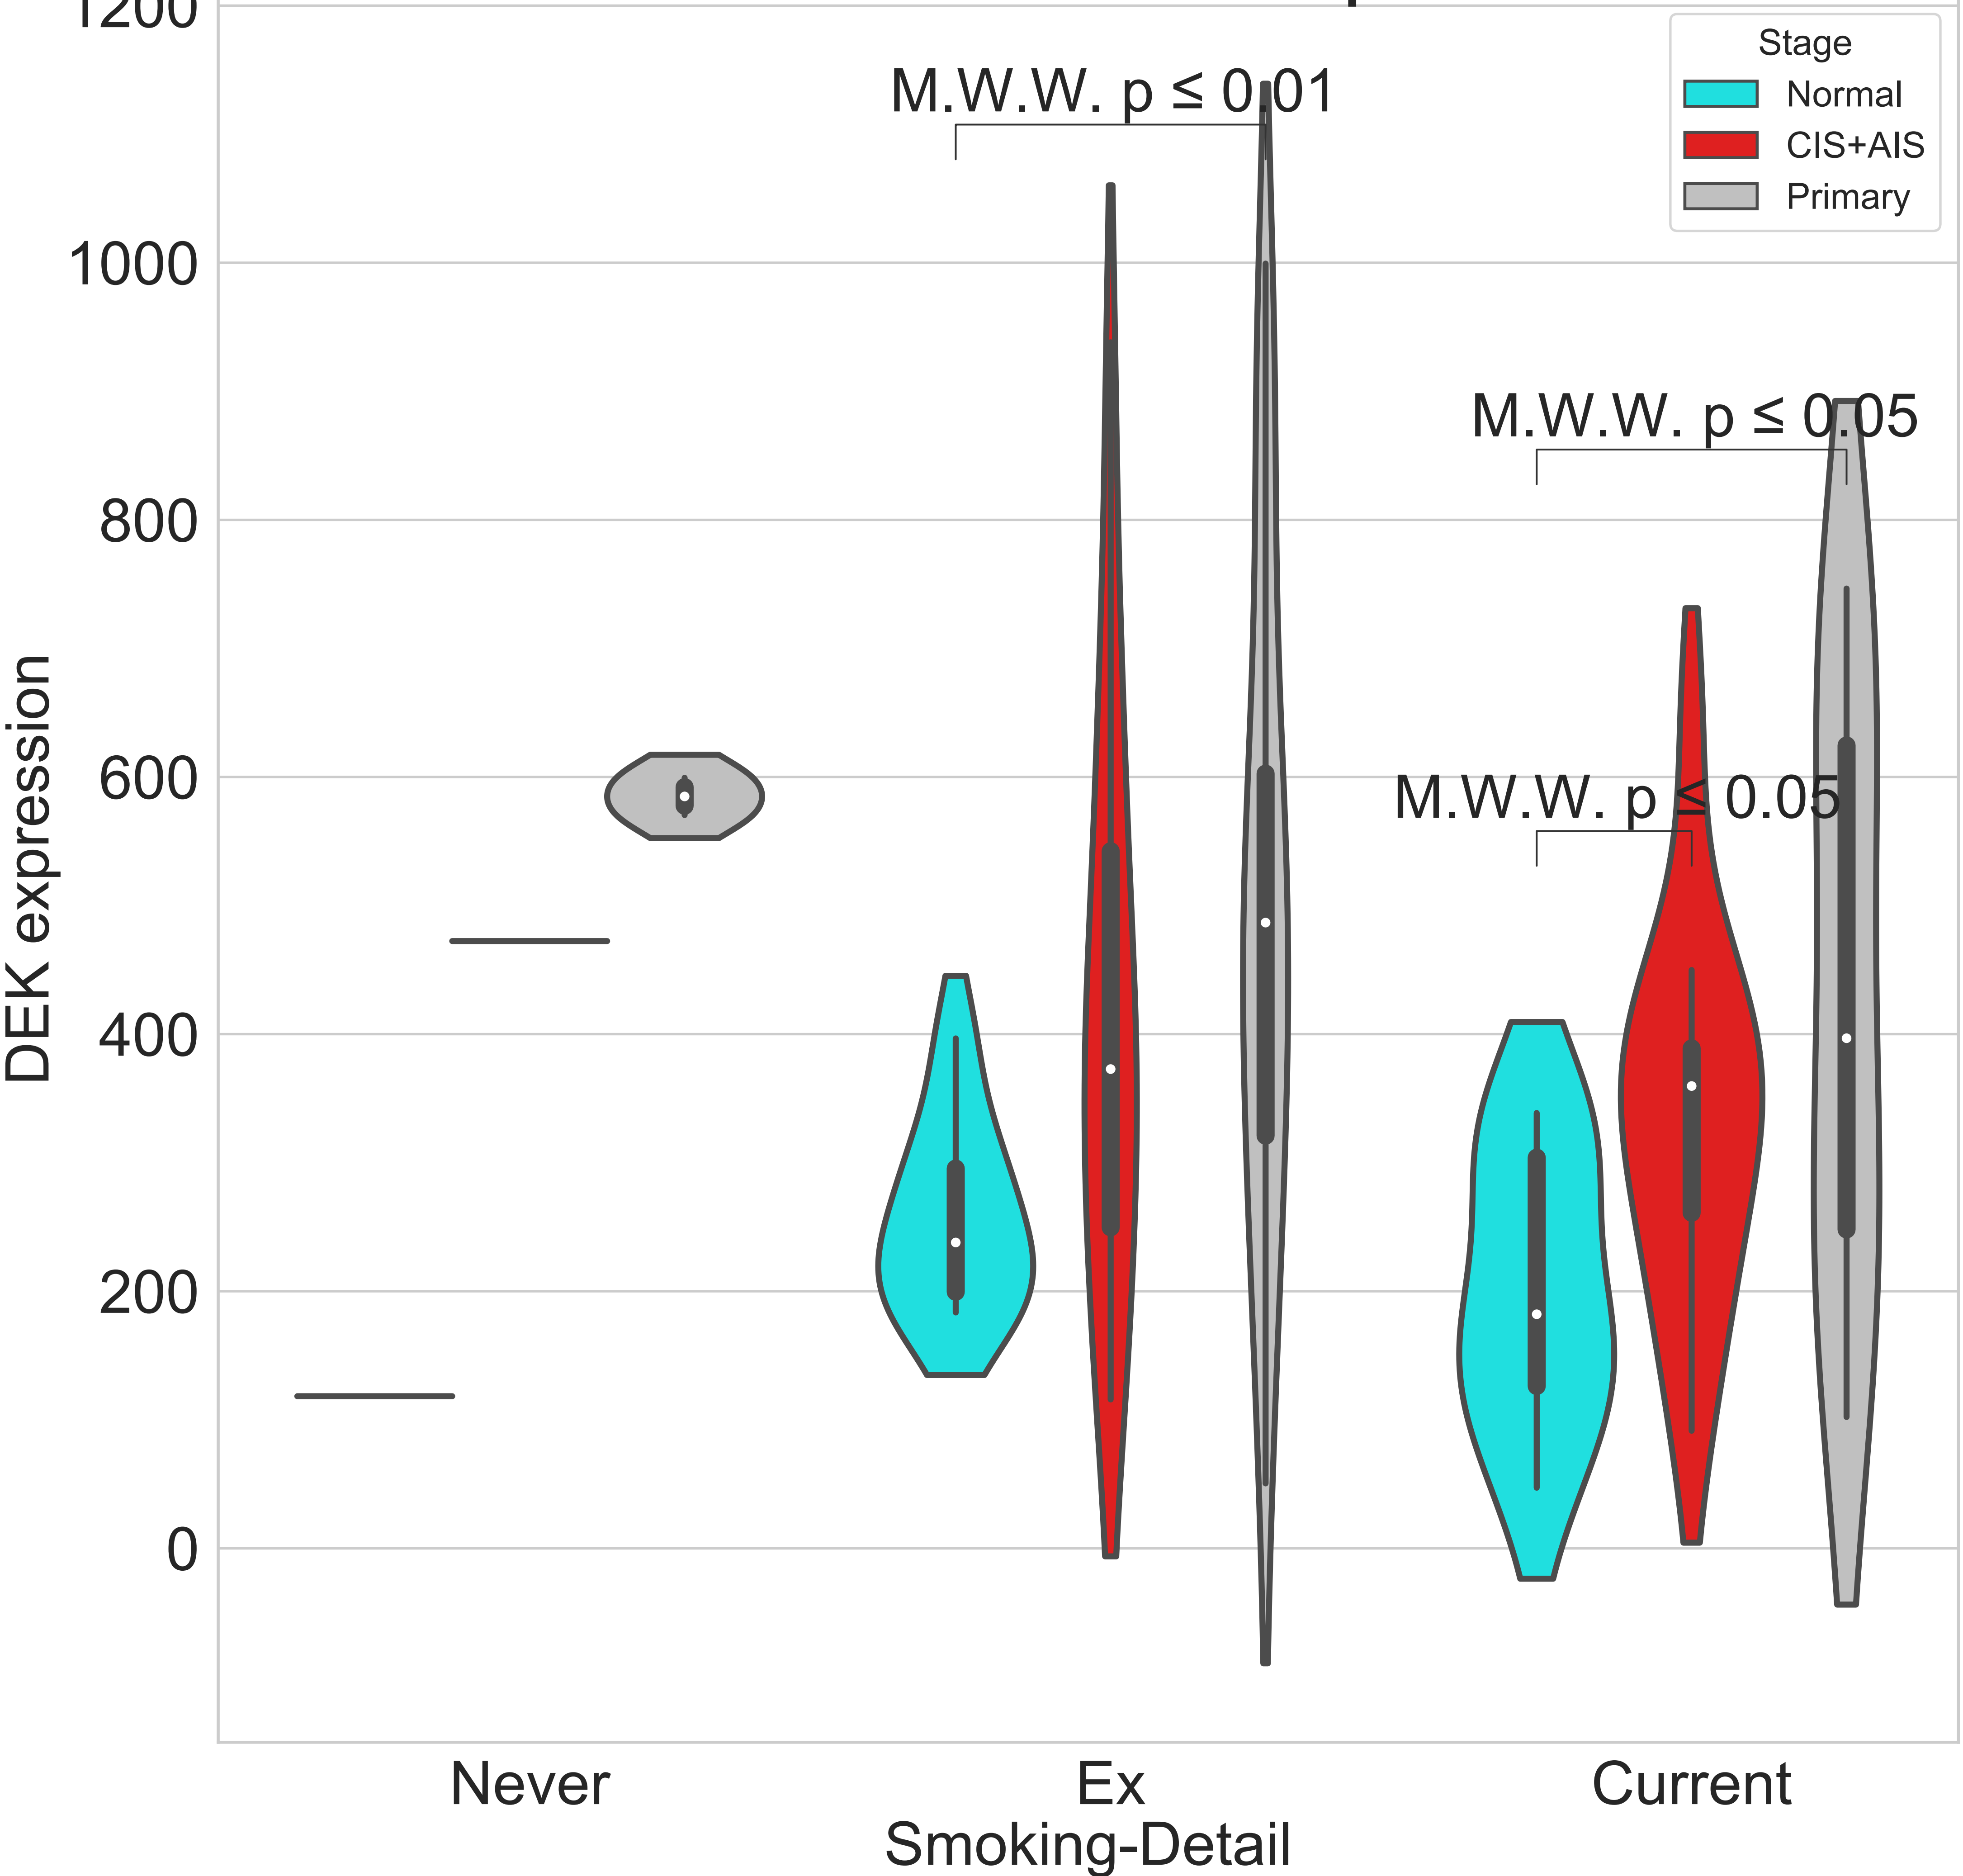 1200
Stage
Normal
CIS+AIS
Primary
M.W.W. p ≤ 0.01
1000
M.W.W. p ≤ 0.05
800
M.W.W. p ≤ 0.05
600
400
200
0
DEK expression
Never
Ex
Current
Smoking-Detail